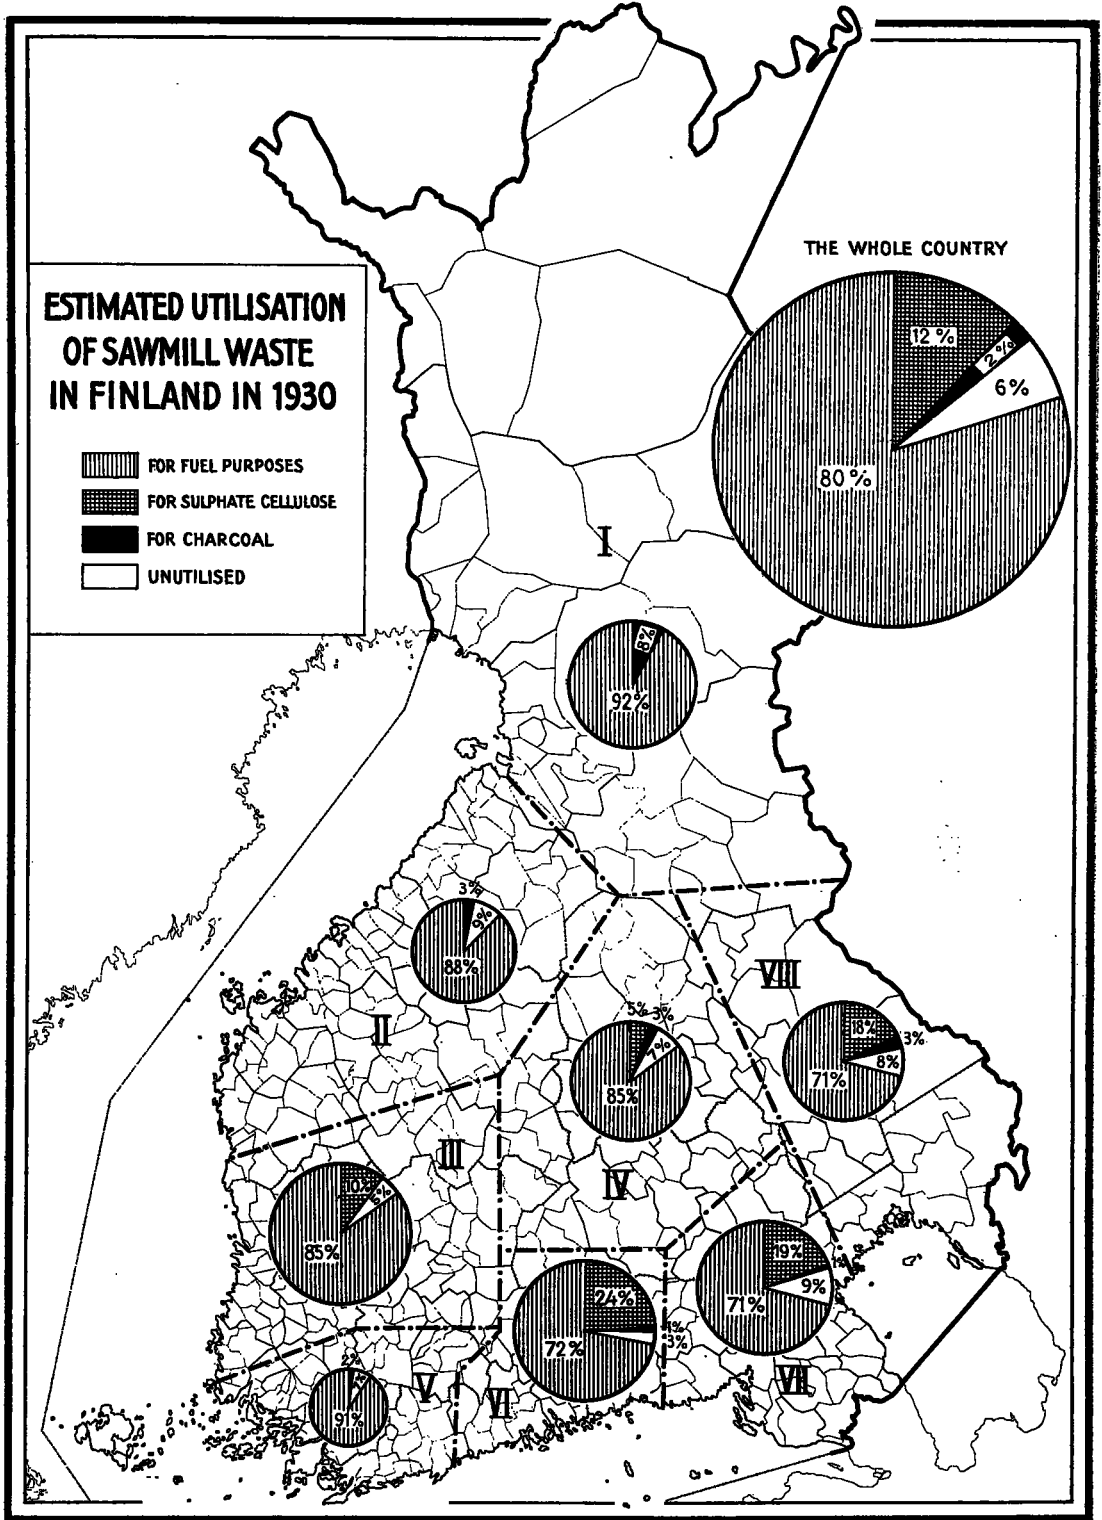 THE WHOLE COUNTRY
12 %
2 %
6%
80 %
ESTIMATED UTILISATION
OF SAWMILL WASTE
IN FINLAND IN 1930
FOR FUEL PURPOSES
FOR SULPHATE CELLULOSE
FOR CHARCOAL
UNUTILISED
I
8%
92%
3%
9%
88%
II
VIII
18%
3%
8%
71%
5%
3%
7%
85%
III
IV
10%
85%
19%
1%
9%
71%
24%
1%
3%
72%
VII
V
VI
2%
91%